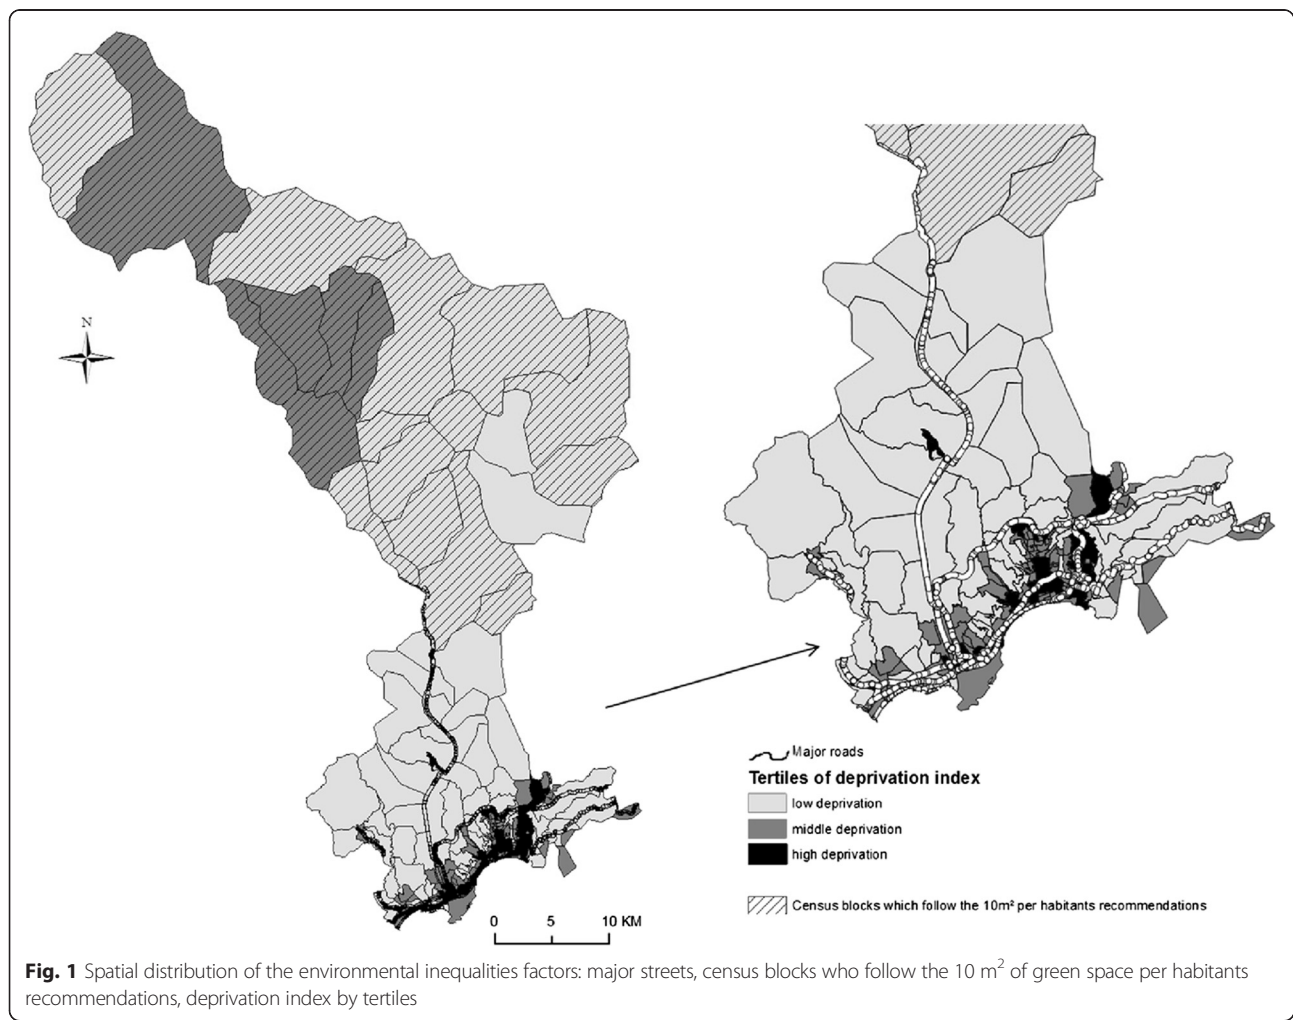 N
Major roads
Tertiles of deprivation index
low deprivation
middle deprivation
high deprivation
Census blocks which follow the 10m² per habitants recommendations
0 5 10 KM
Fig. 1 Spatial distribution of the environmental inequalities factors: major streets, census blocks who follow the 10 m² of green space per habitants
recommendations, deprivation index by tertiles